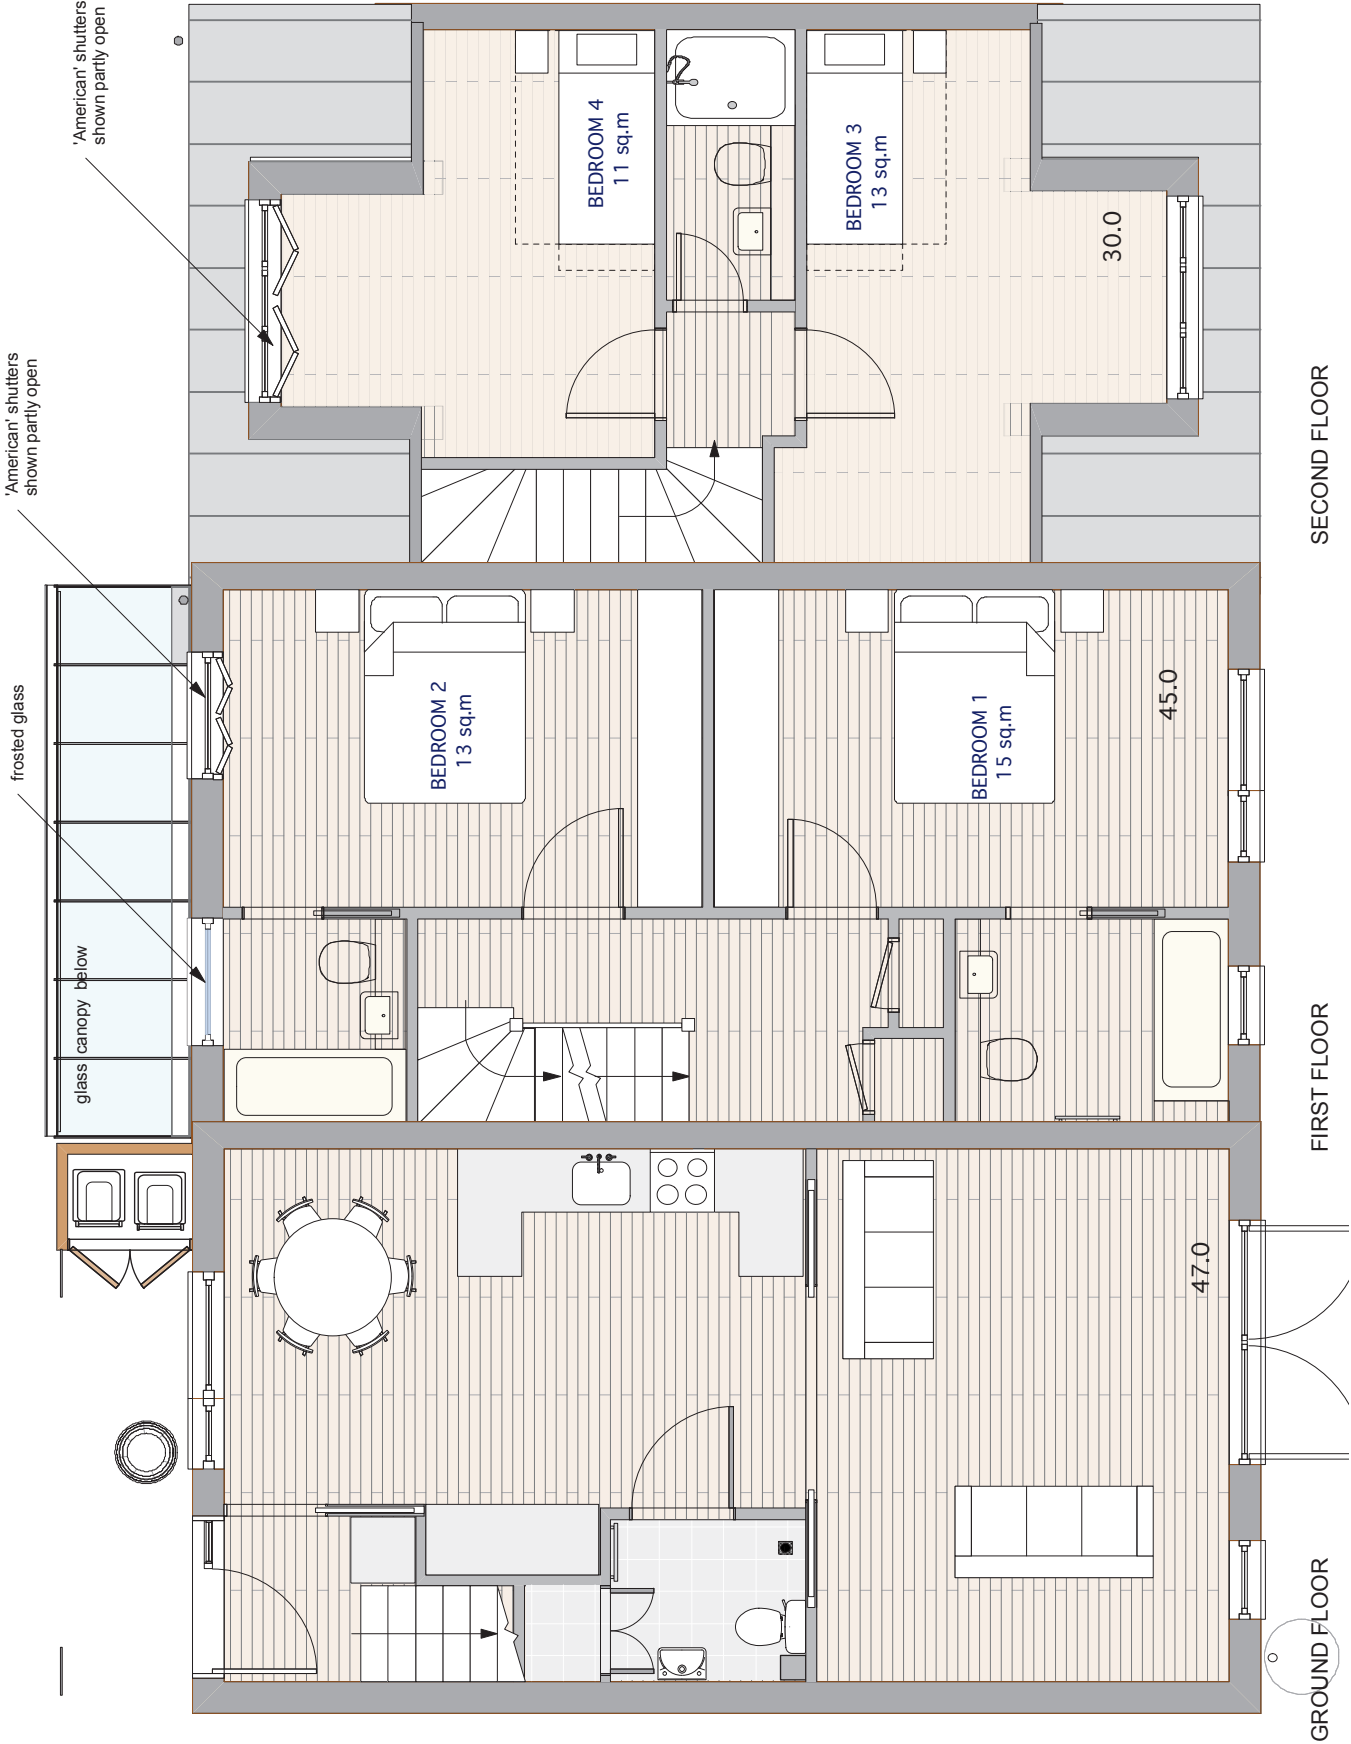 GROUND FLOOR
47.0
FIRST FLOOR
glass canopy below
frosted glass
'American' shutters
shown partly open
BEDROOM 2
13 sq.m
BEDROOM 1
15 sq.m
45.0
SECOND FLOOR
'American' shutters
shown partly open
BEDROOM 4
11 sq.m
BEDROOM 3
13 sq.m
30.0